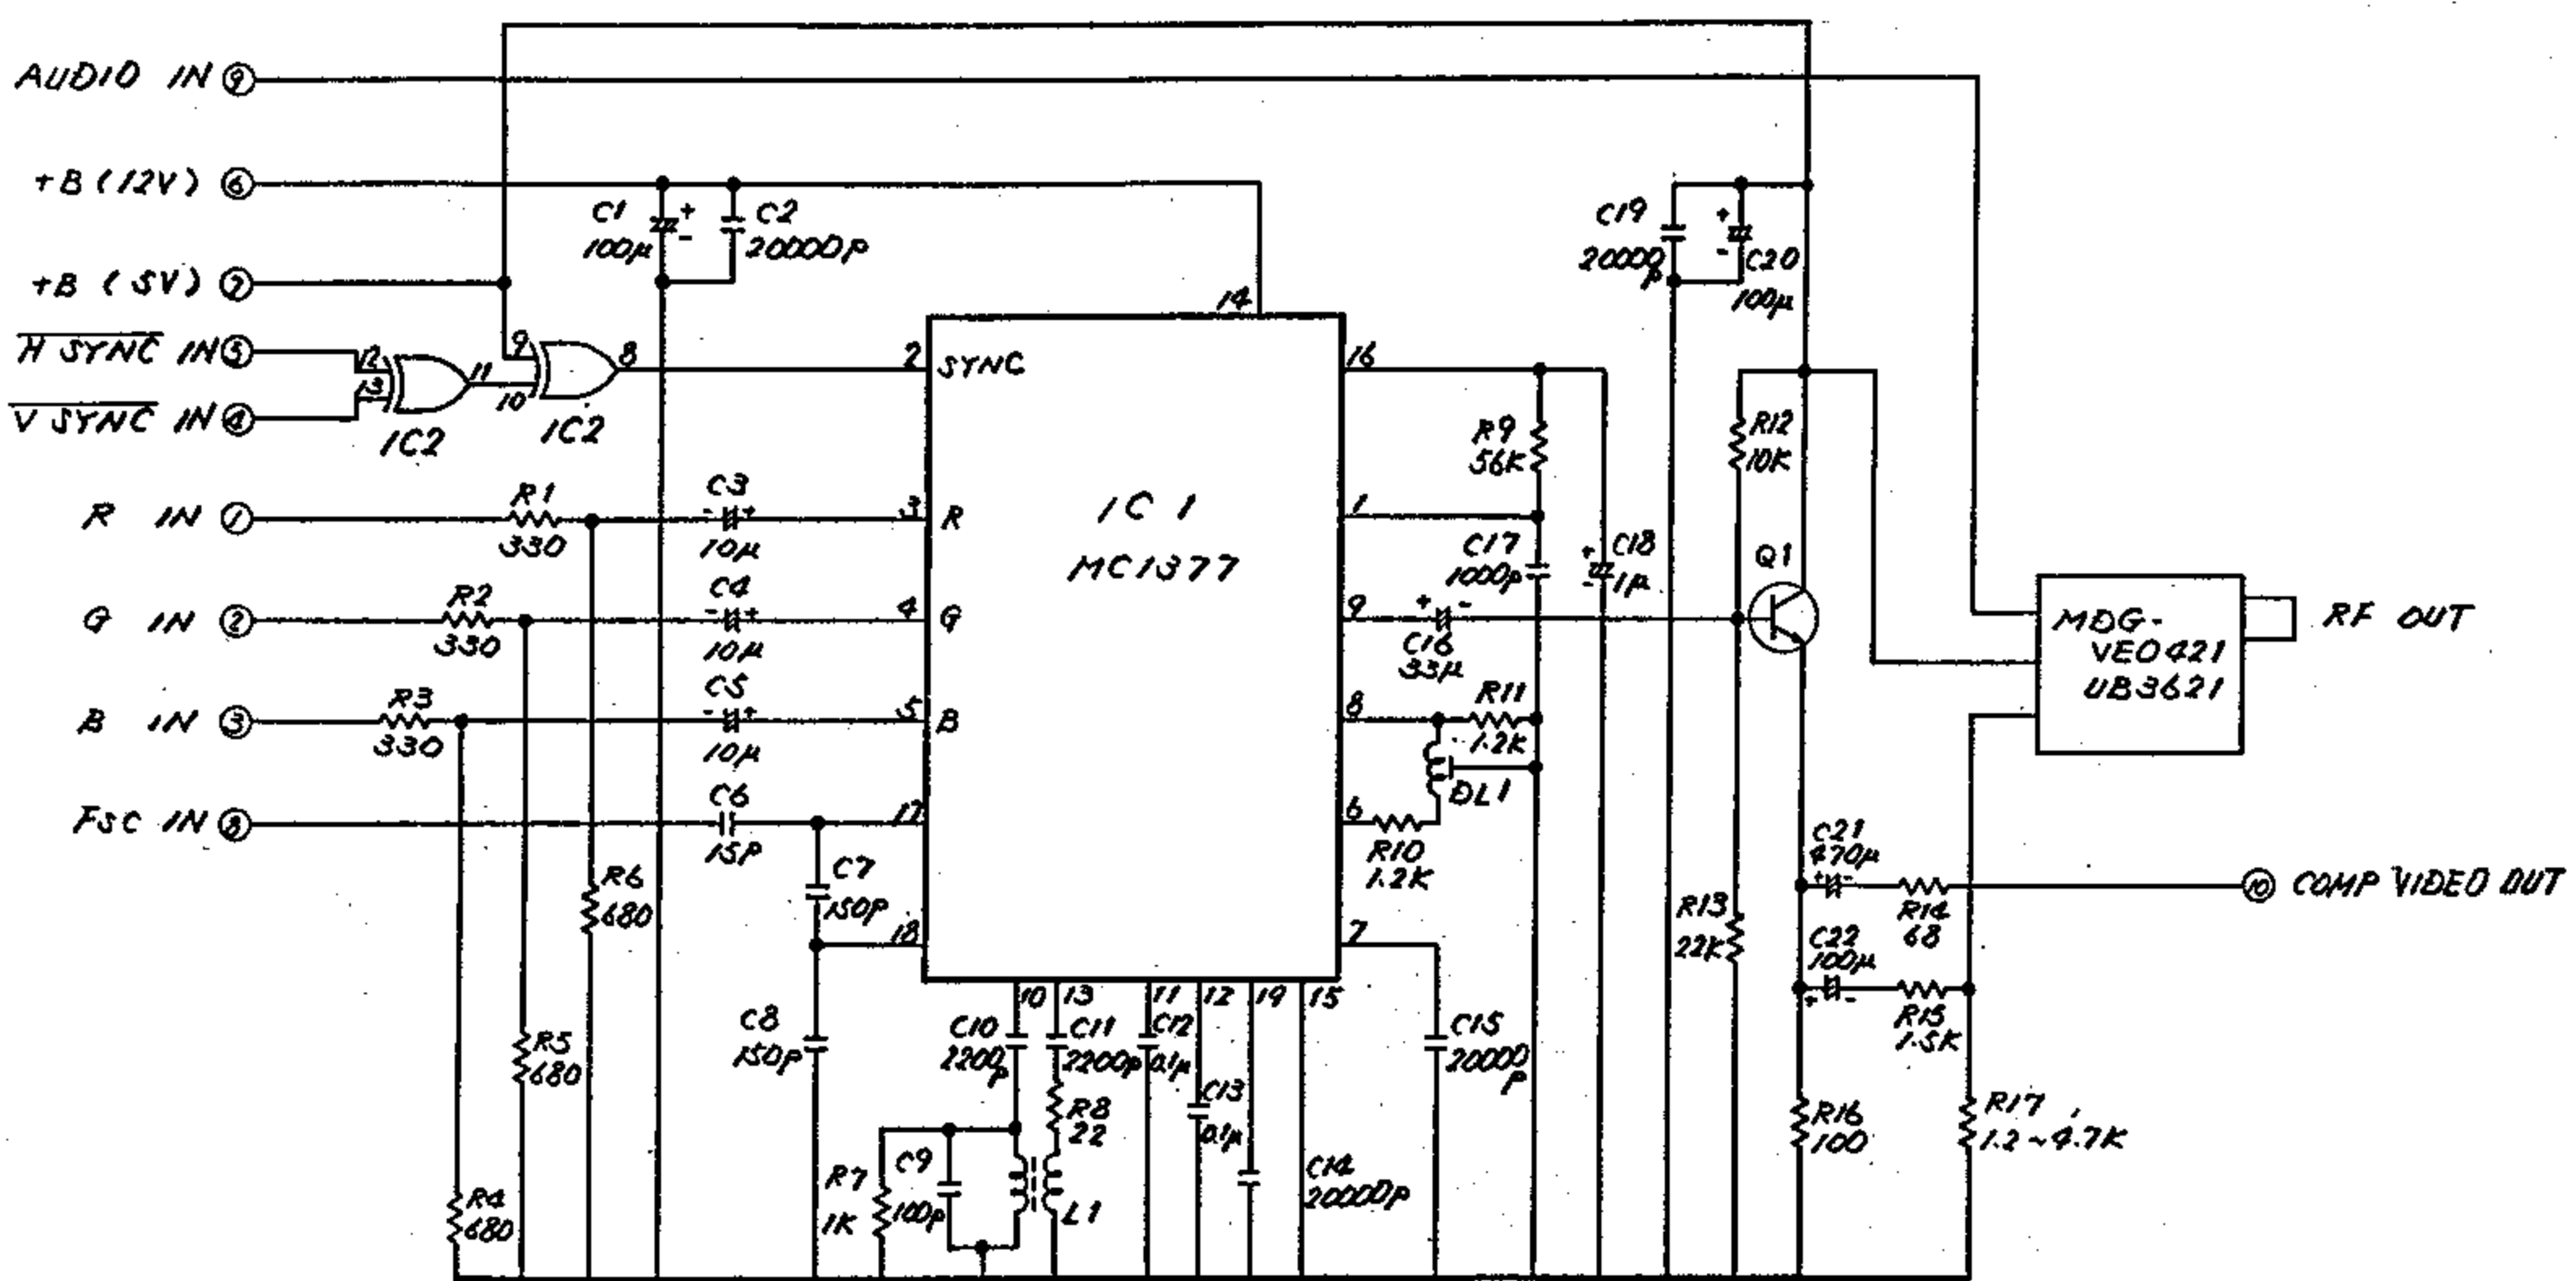 AUDIO IN ⑨
+B (12V) ⑥
+B (5V) ⑦
H SYNC IN ⑤
V SYNC IN ④
R IN ①
G IN ②
B IN ③
Fsc IN ⑧
12
13
11
IC2
9
10
8
IC2
C1
100μ
+
-
C2
20000P
R1
330
R2
330
R3
330
R4
680
R5
680
R6
680
- C3 +
10μ
- C4 +
10μ
- C5 +
10μ
C6
15P
C7
150P
C8
150P
2 SYNC
3 R
4 G
5 B
17
18
14
IC1
MC1377
16
1
9
8
6
7
10
13
11
12
19
15
C10
2200
P
C11
2200P
C12
0.1μ
C13
0.1μ
C14
20000P
C15
20000
P
R7
1K
C9
100P
R8
22
L1
R9
56K
C17
1000P
+
-
C18
1μ
+ -
C16
33μ
R11
1.2K
DL1
R10
1.2K
C19
20000
P
+
-
C20
100μ
R12
10K
R13
22K
Q1
C21
470μ
+ -
R14
68
C22
100μ
+ -
R15
1.5K
R16
100
R17
1.2~4.7K
MDG-
VEO421
UB3621
RF OUT
⑩ COMP VIDEO OUT